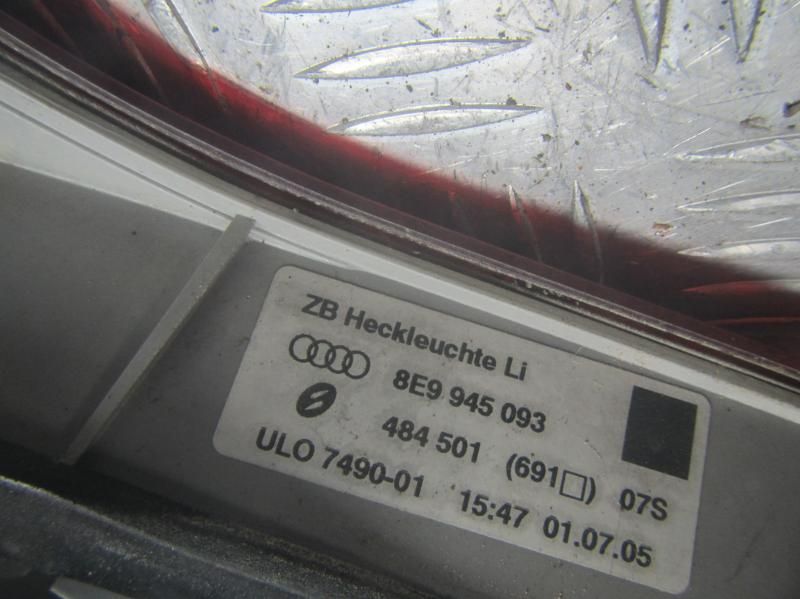 ZB Heckleuchte Li
8E9 945 093
484 501 (691□) 07S
ULO 7490-01 15:47 01.07.05